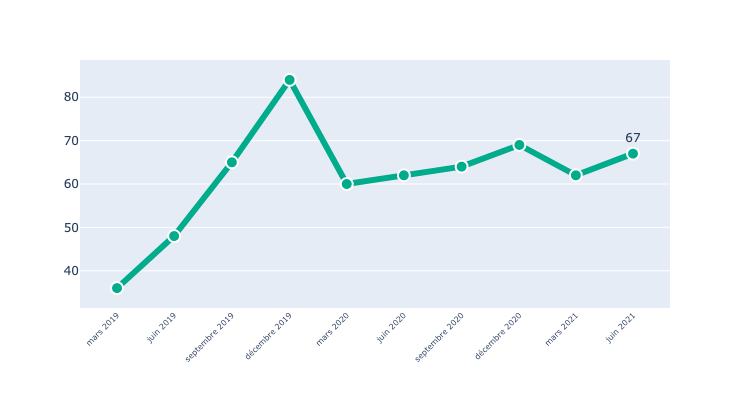 80
70
60
50
40
67
mars 2019
juin 2019
septembre 2019
décembre 2019
mars 2020
juin 2020
septembre 2020
décembre 2020
mars 2021
juin 2021